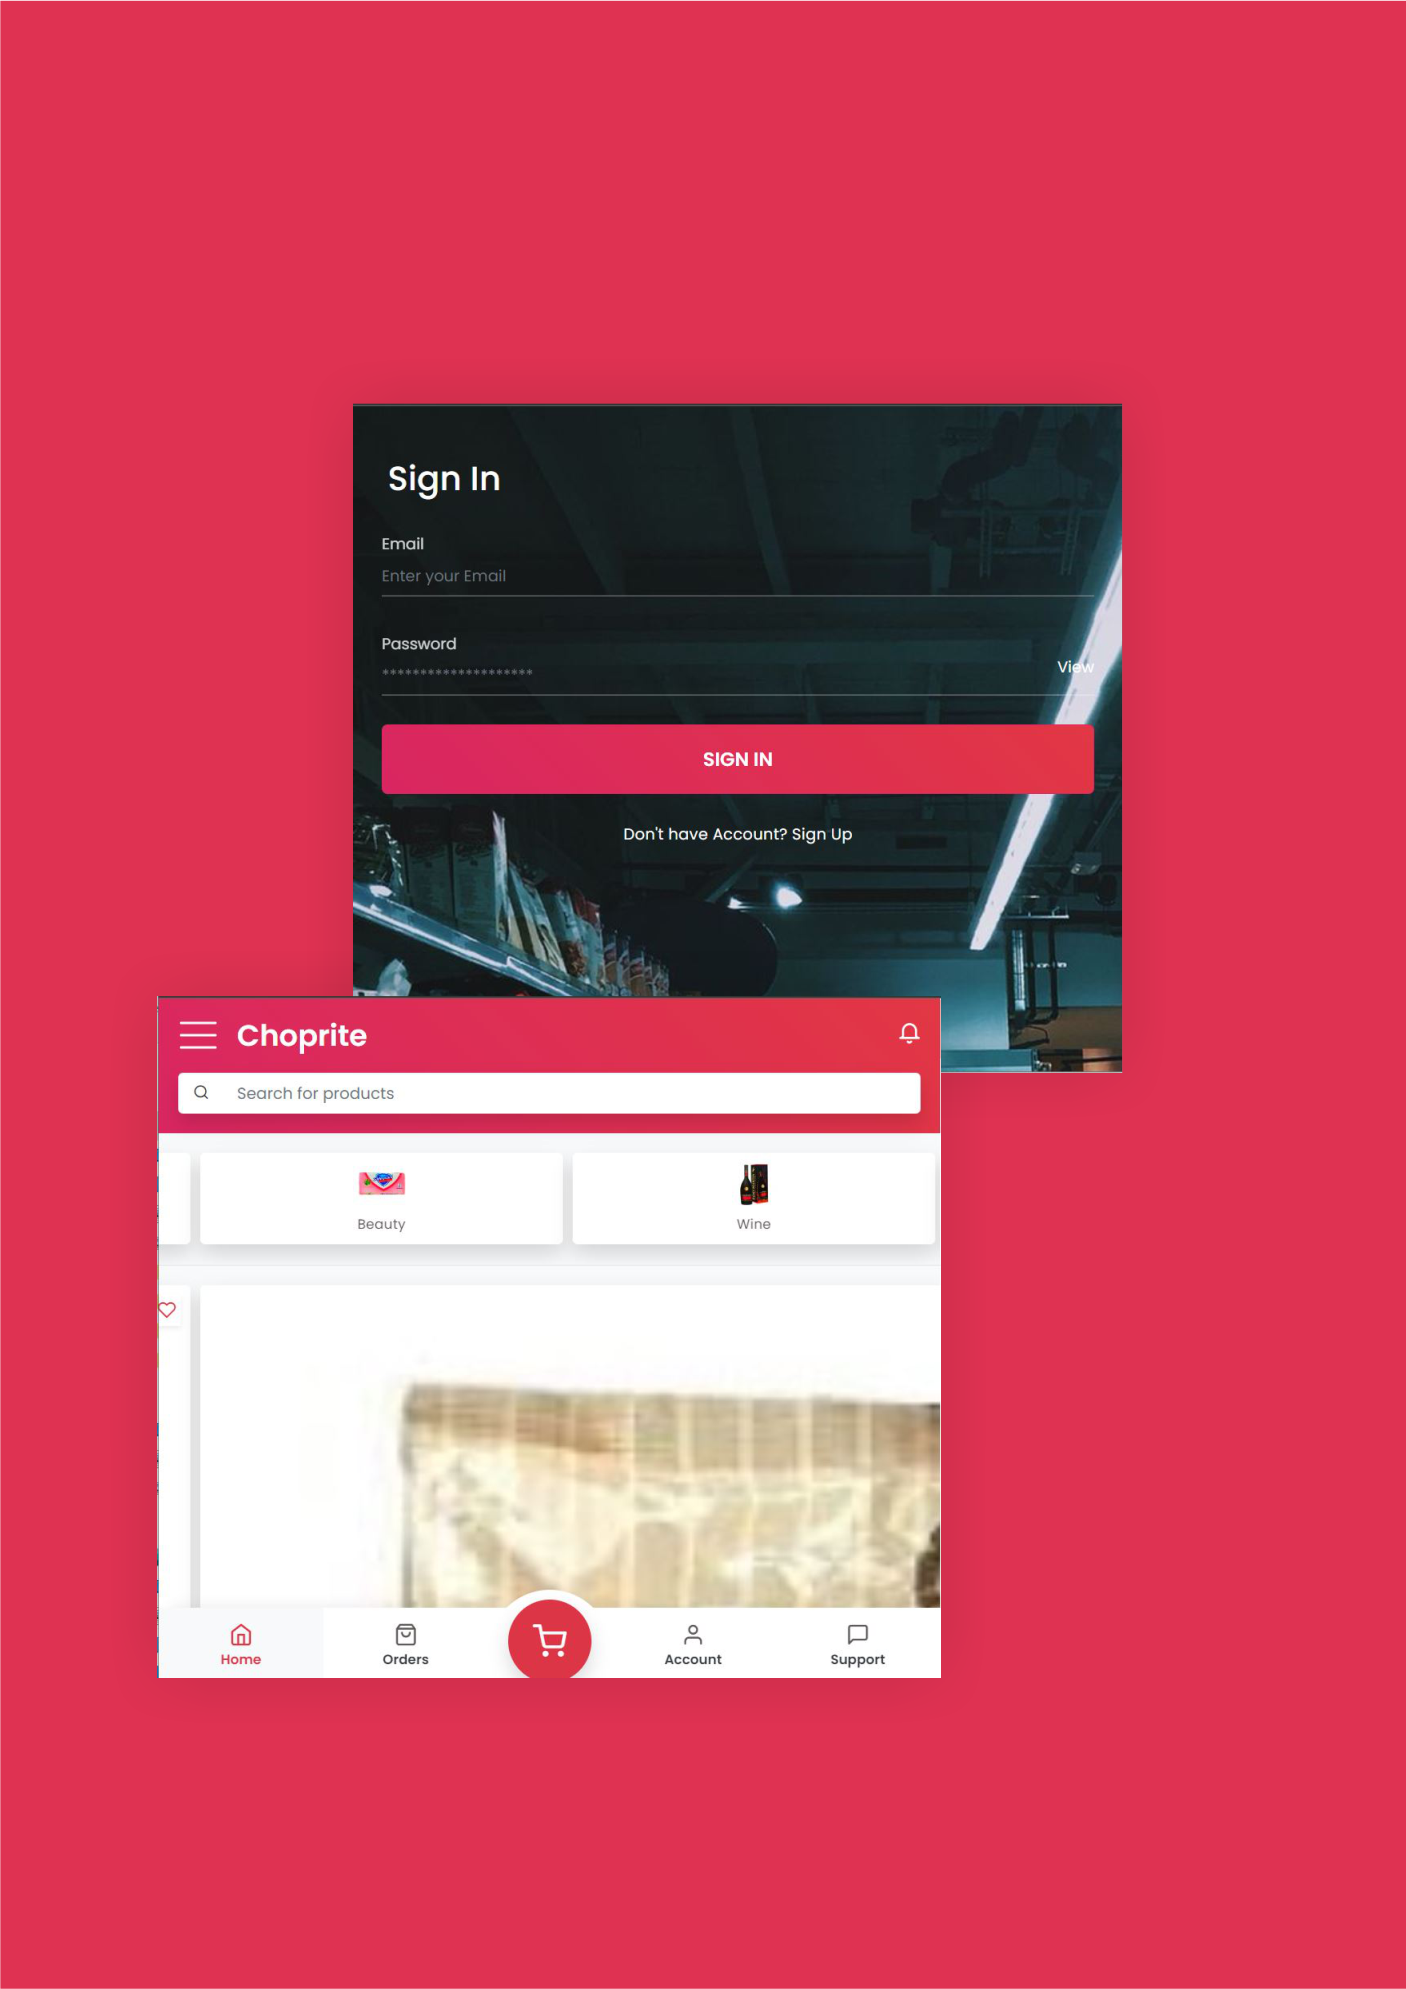 Sign In
Email
Enter your Email
Password
********************
View
SIGN IN
Don't have Account? Sign Up
Choprite
Search for products
Beauty
Wine
Home
Orders
Account
Support